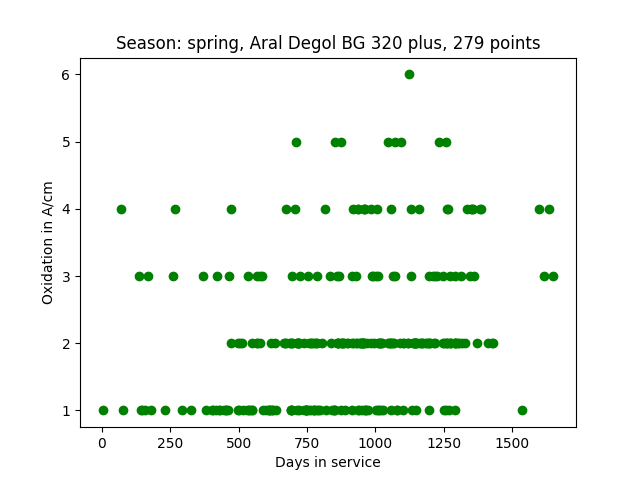 Season: spring, Aral Degol BG 320 plus, 279 points
6
5
4
3
2
1
Oxidation in A/cm
0 250 500 750 1000 1250 1500
Days in service